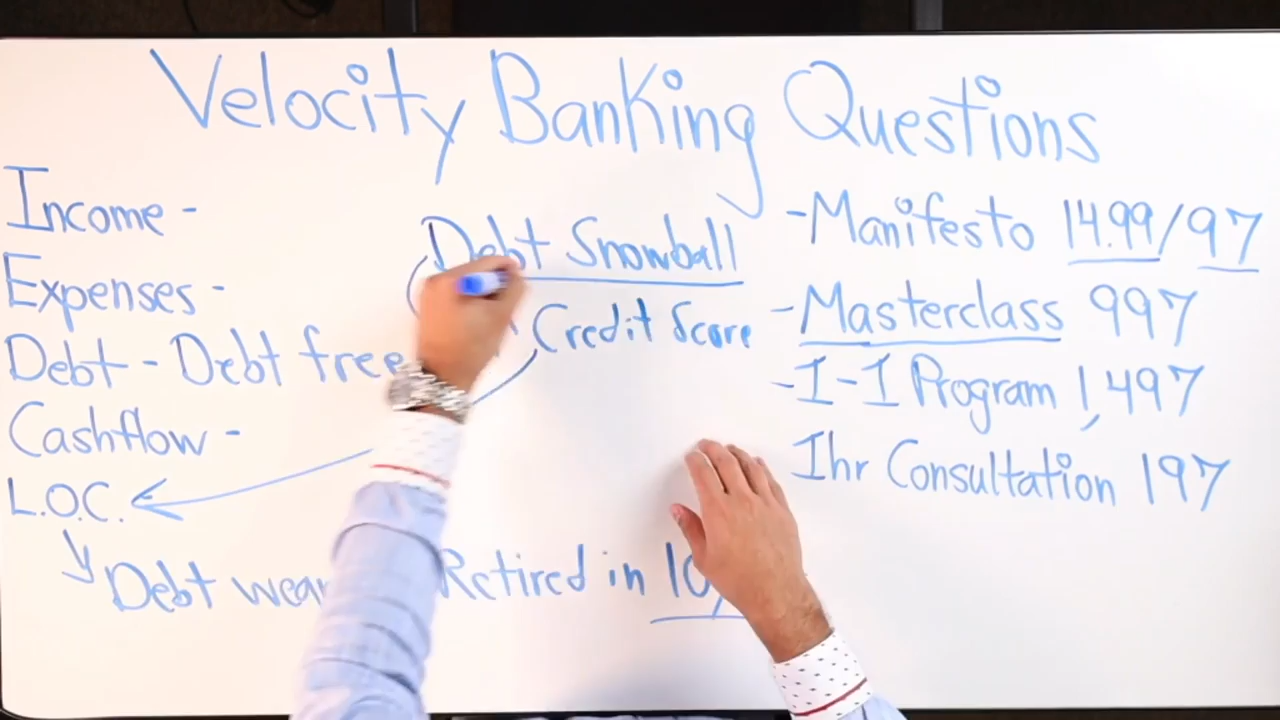 Velocity Banking Questions
Income -
Expenses -
Debt - Debt free
Cashflow -
L.O.C.
Debt
Retired in
Debt Snowball
Credit Score
- Manifesto 14.99/97
- Masterclass 997
- 1-1 Program 1,497
1hr Consultation 197